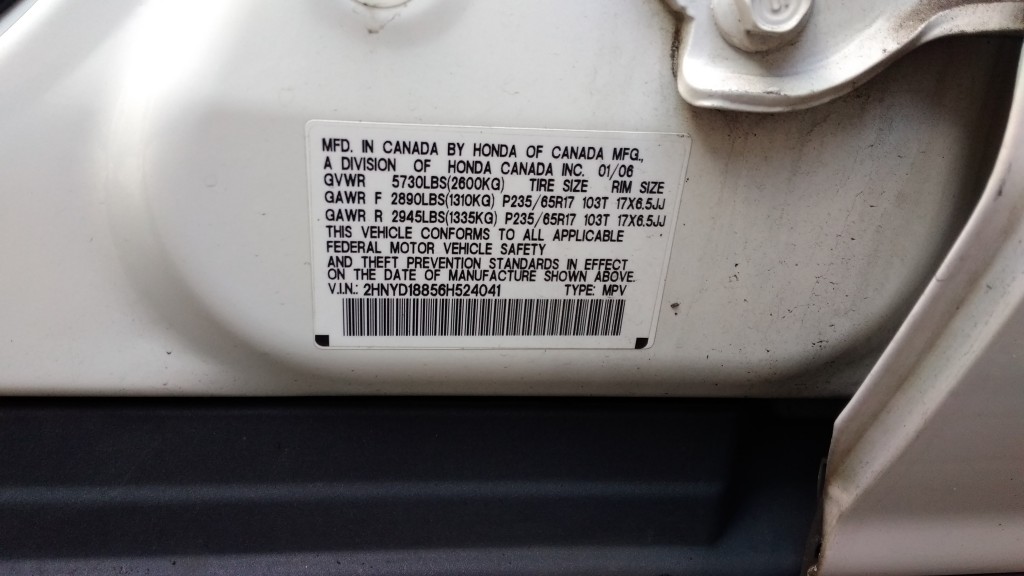 MFD. IN CANADA BY HONDA OF CANADA MFG.,
A DIVISION OF HONDA CANADA INC. 01/06
GVWR 5730LBS(2600KG) TIRE SIZE RIM SIZE
GAWR F 2890LBS(1310KG) P235/65R17 103T 17X6.5JJ
GAWR R 2945LBS(1335KG) P235/65R17 103T 17X6.5JJ
THIS VEHICLE CONFORMS TO ALL APPLICABLE
FEDERAL MOTOR VEHICLE SAFETY
AND THEFT PREVENTION STANDARDS IN EFFECT
ON THE DATE OF MANUFACTURE SHOWN ABOVE.
V.I.N.: 2HNYD18856H524041 TYPE: MPV